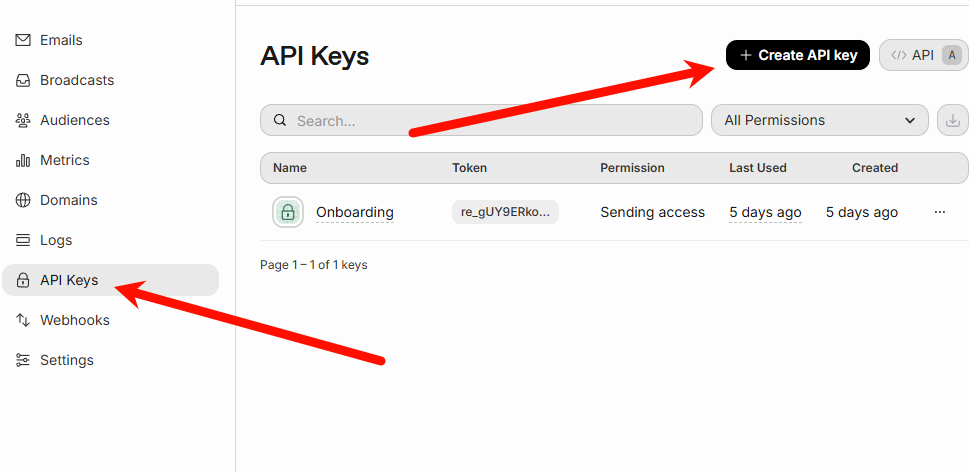 Emails
Broadcasts
Audiences
Metrics
Domains
Logs
API Keys
Webhooks
Settings
API Keys
+ Create API key
</> API A
Search...
All Permissions
Name Token Permission Last Used Created
Onboarding re_gUY9ERko... Sending access 5 days ago 5 days ago ...
Page 1 – 1 of 1 keys